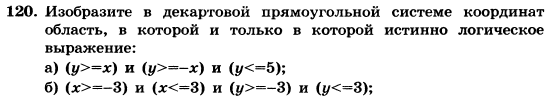 120. Изобразите в декартовой прямоугольной системе координат
область, в которой и только в которой истинно логическое
выражение:
а) (y>=x) и (y>=-x) и (y<=5);
б) (x>=-3) и (x<=3) и (y>=-3) и (y<=3);